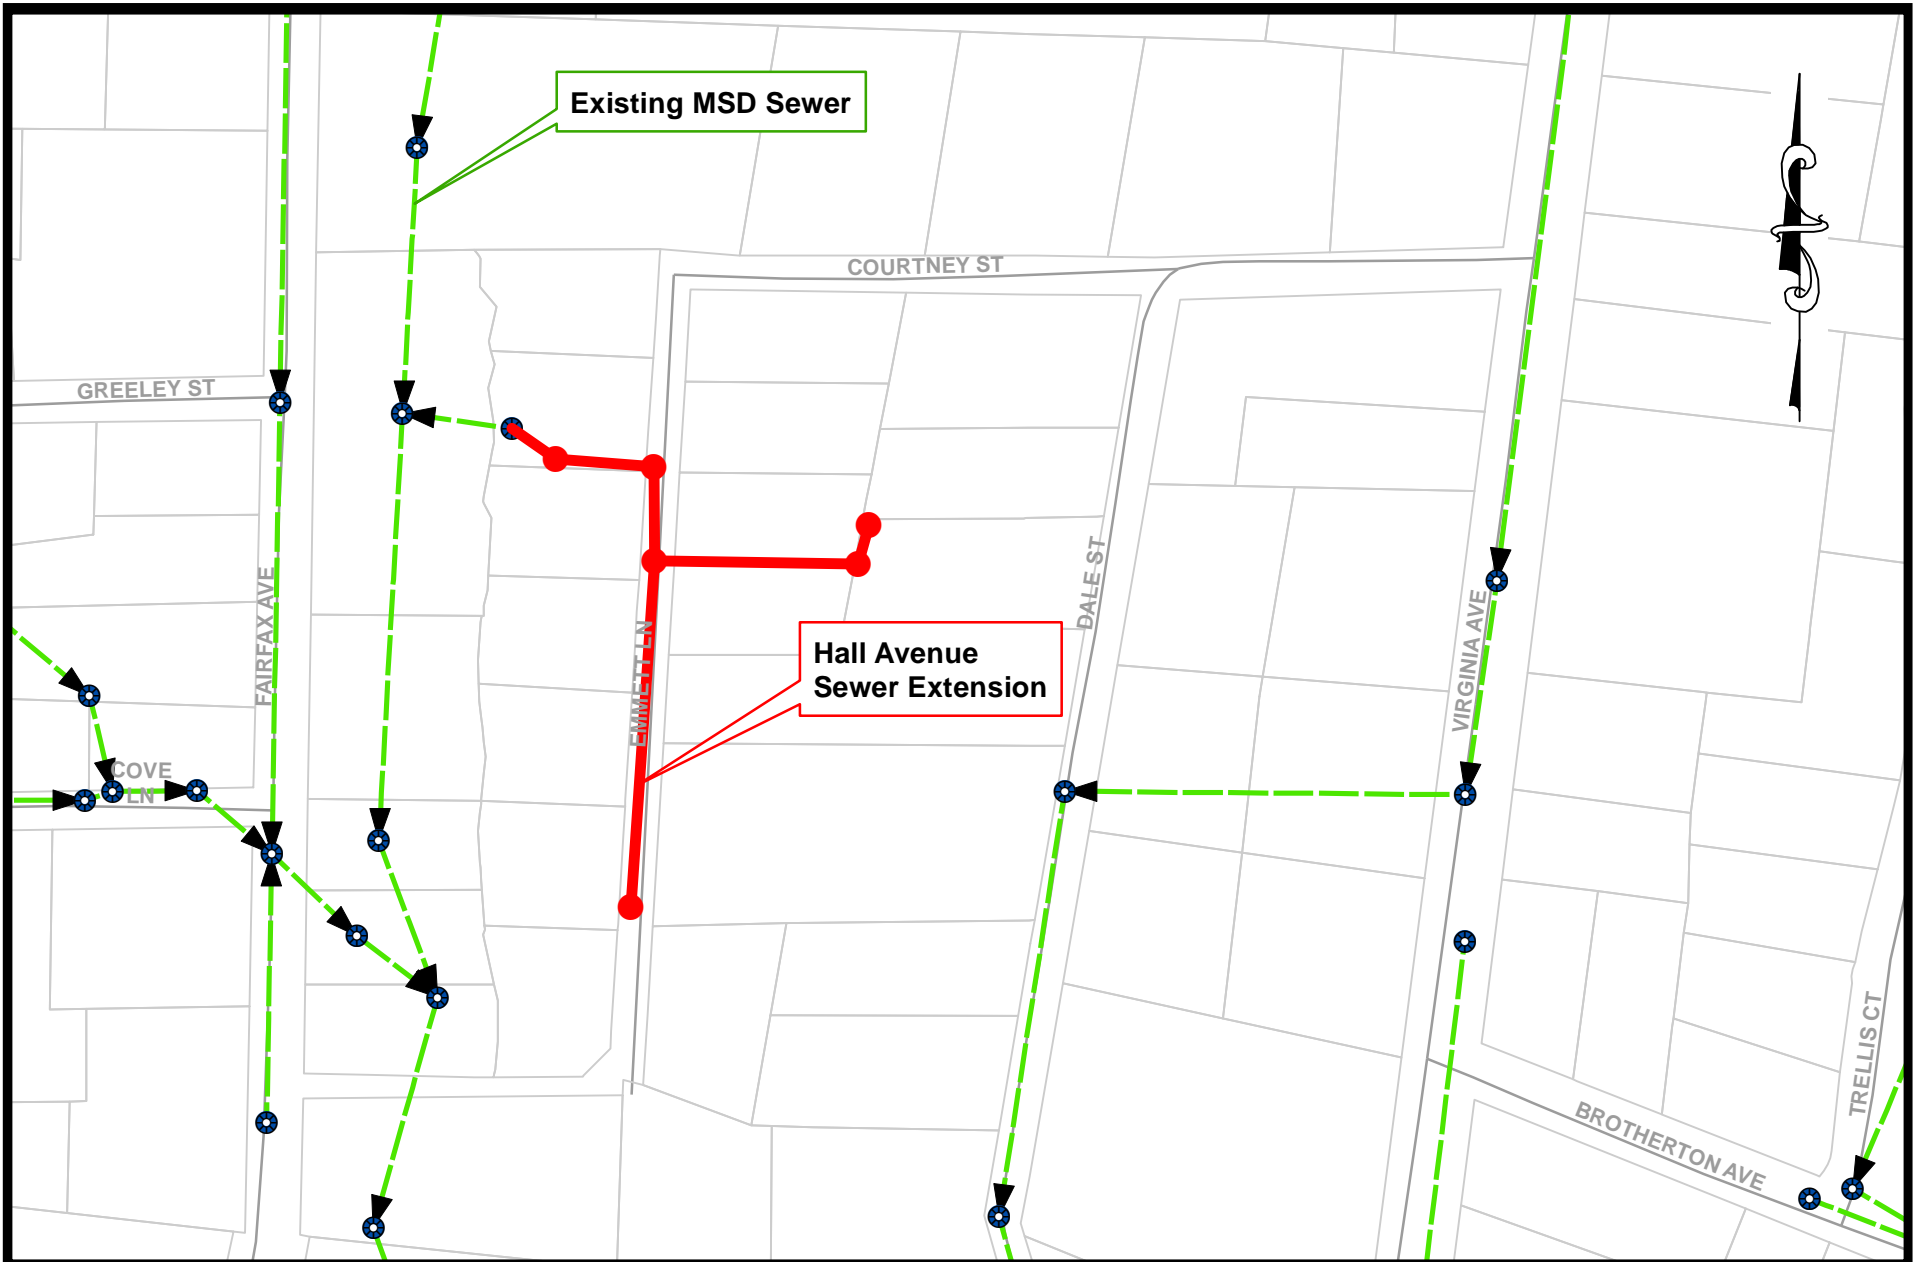 Existing MSD Sewer
COURTNEY ST
GREELEY ST
FAIRFAX AVE
EMMETT LN
DALE ST
VIRGINIA AVE
Hall Avenue
Sewer Extension
COVE
LN
TRELLIS CT
BROTHERTON AVE